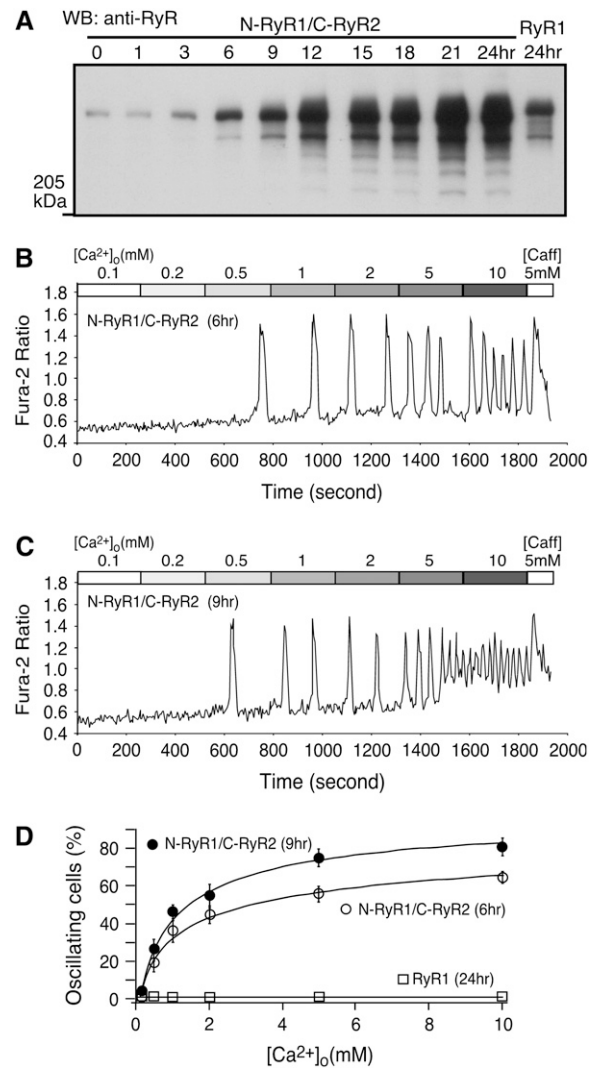 A
WB: anti-RyR
N-RyR1/C-RyR2
RyR1
0 1 3 6 9 12 15 18 21 24hr 24hr
205
kDa
B
[Ca²⁺]ₒ(mM)
[Caff]
0.1 0.2 0.5 1 2 5 10 5mM
1.8
1.6
1.4
1.2
1.0
0.8
0.6
0.4
Fura-2 Ratio
N-RyR1/C-RyR2 (6hr)
0 200 400 600 800 1000 1200 1400 1600 1800 2000
Time (second)
C
[Ca²⁺]ₒ(mM)
[Caff]
0.1 0.2 0.5 1 2 5 10 5mM
1.8
1.6
1.4
1.2
1.0
0.8
0.6
0.4
Fura-2 Ratio
N-RyR1/C-RyR2 (9hr)
0 200 400 600 800 1000 1200 1400 1600 1800 2000
Time (second)
D
80
60
40
20
0
Oscillating cells (%)
N-RyR1/C-RyR2 (9hr)
N-RyR1/C-RyR2 (6hr)
RyR1 (24hr)
0 2 4 6 8 10
[Ca²⁺]ₒ(mM)